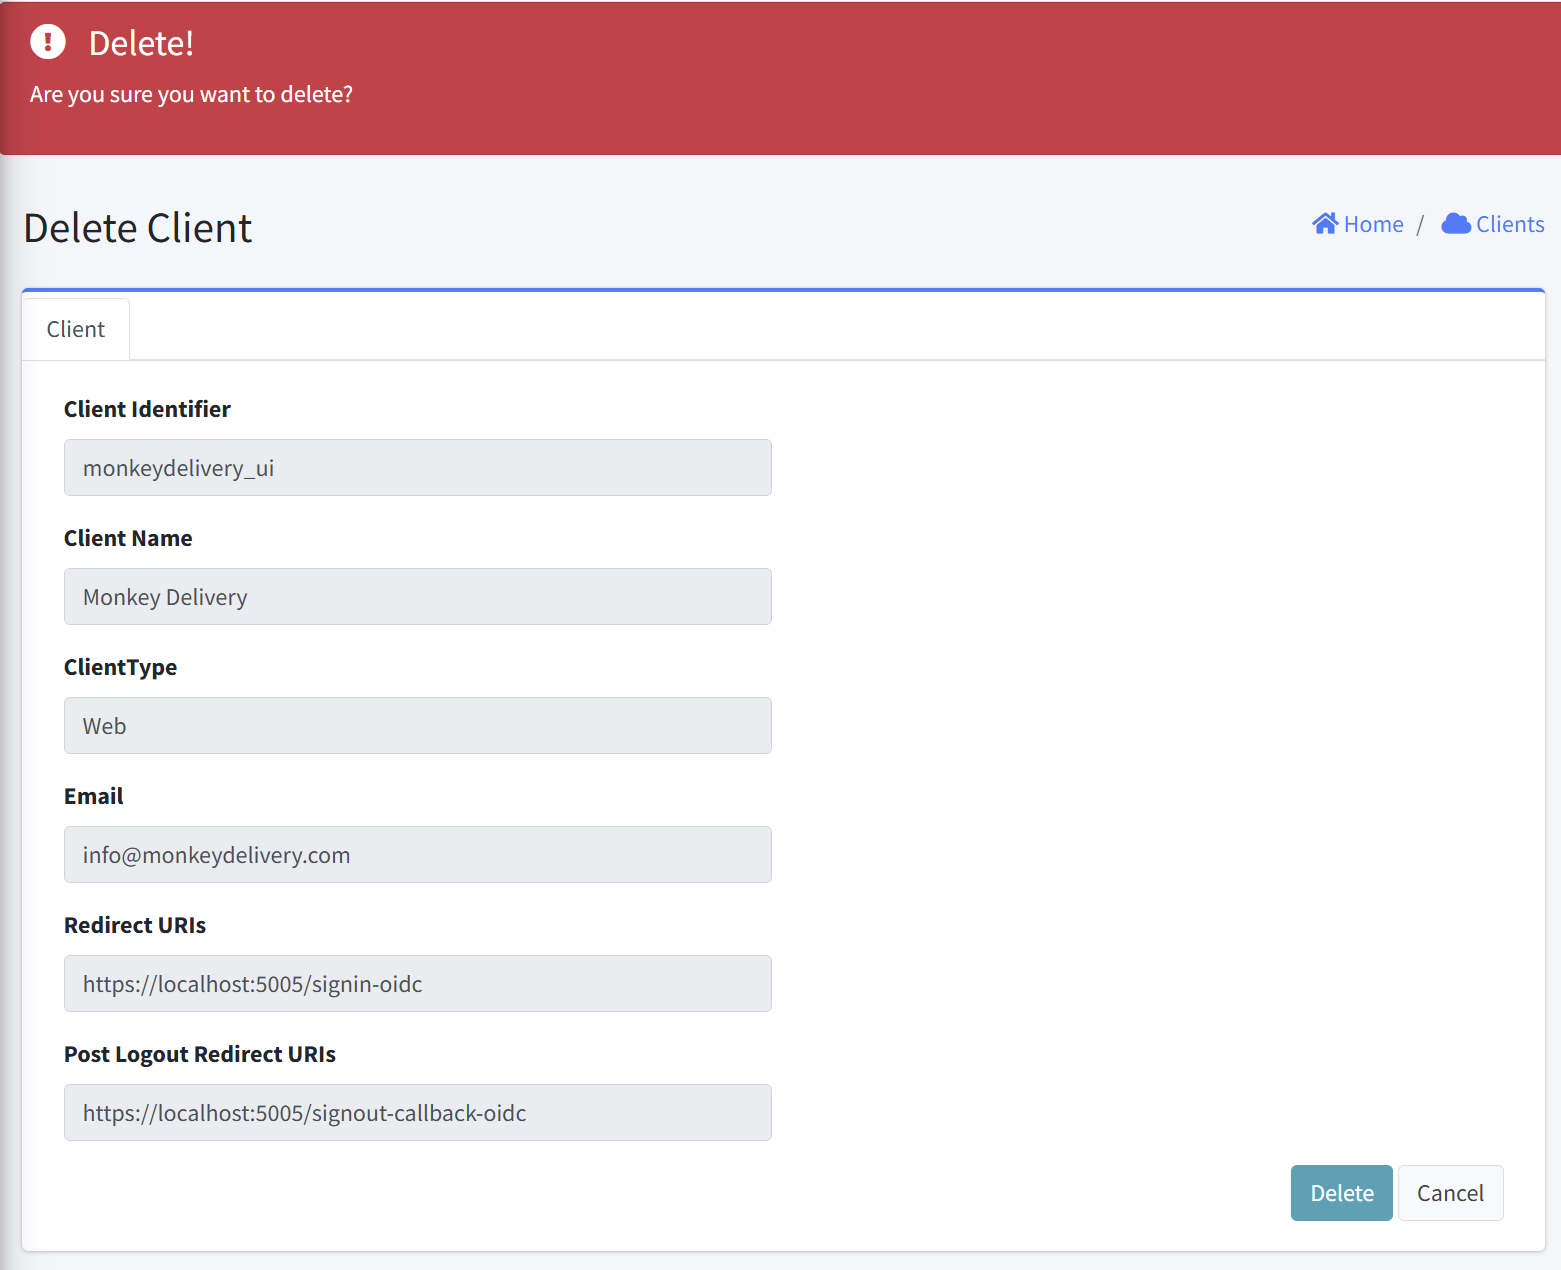 Delete!
Are you sure you want to delete?
Delete Client
Home / Clients
Client
Client Identifier
monkeydelivery_ui
Client Name
Monkey Delivery
ClientType
Web
Email
info@monkeydelivery.com
Redirect URIs
https://localhost:5005/signin-oidc
Post Logout Redirect URIs
https://localhost:5005/signout-callback-oidc
Delete Cancel